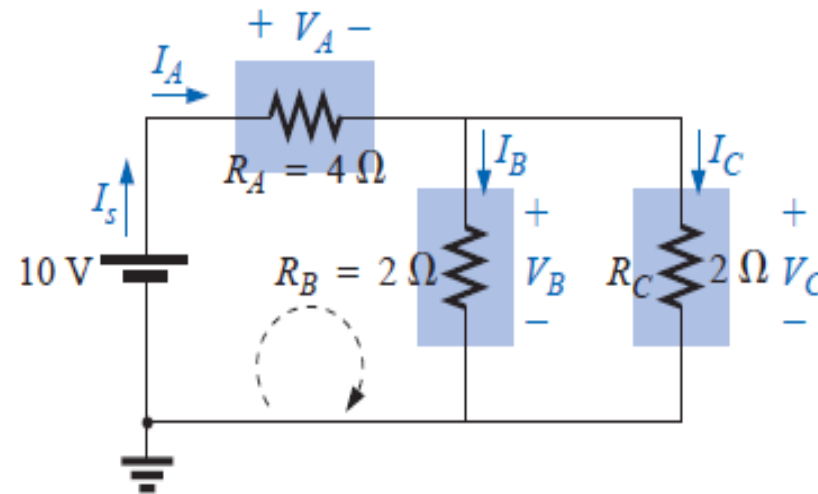 + V_A −
I_A
R_A = 4 Ω
I_s
I_B
I_C
10 V
R_B = 2 Ω
+
V_B
−
R_C
2 Ω
+
V_C
−